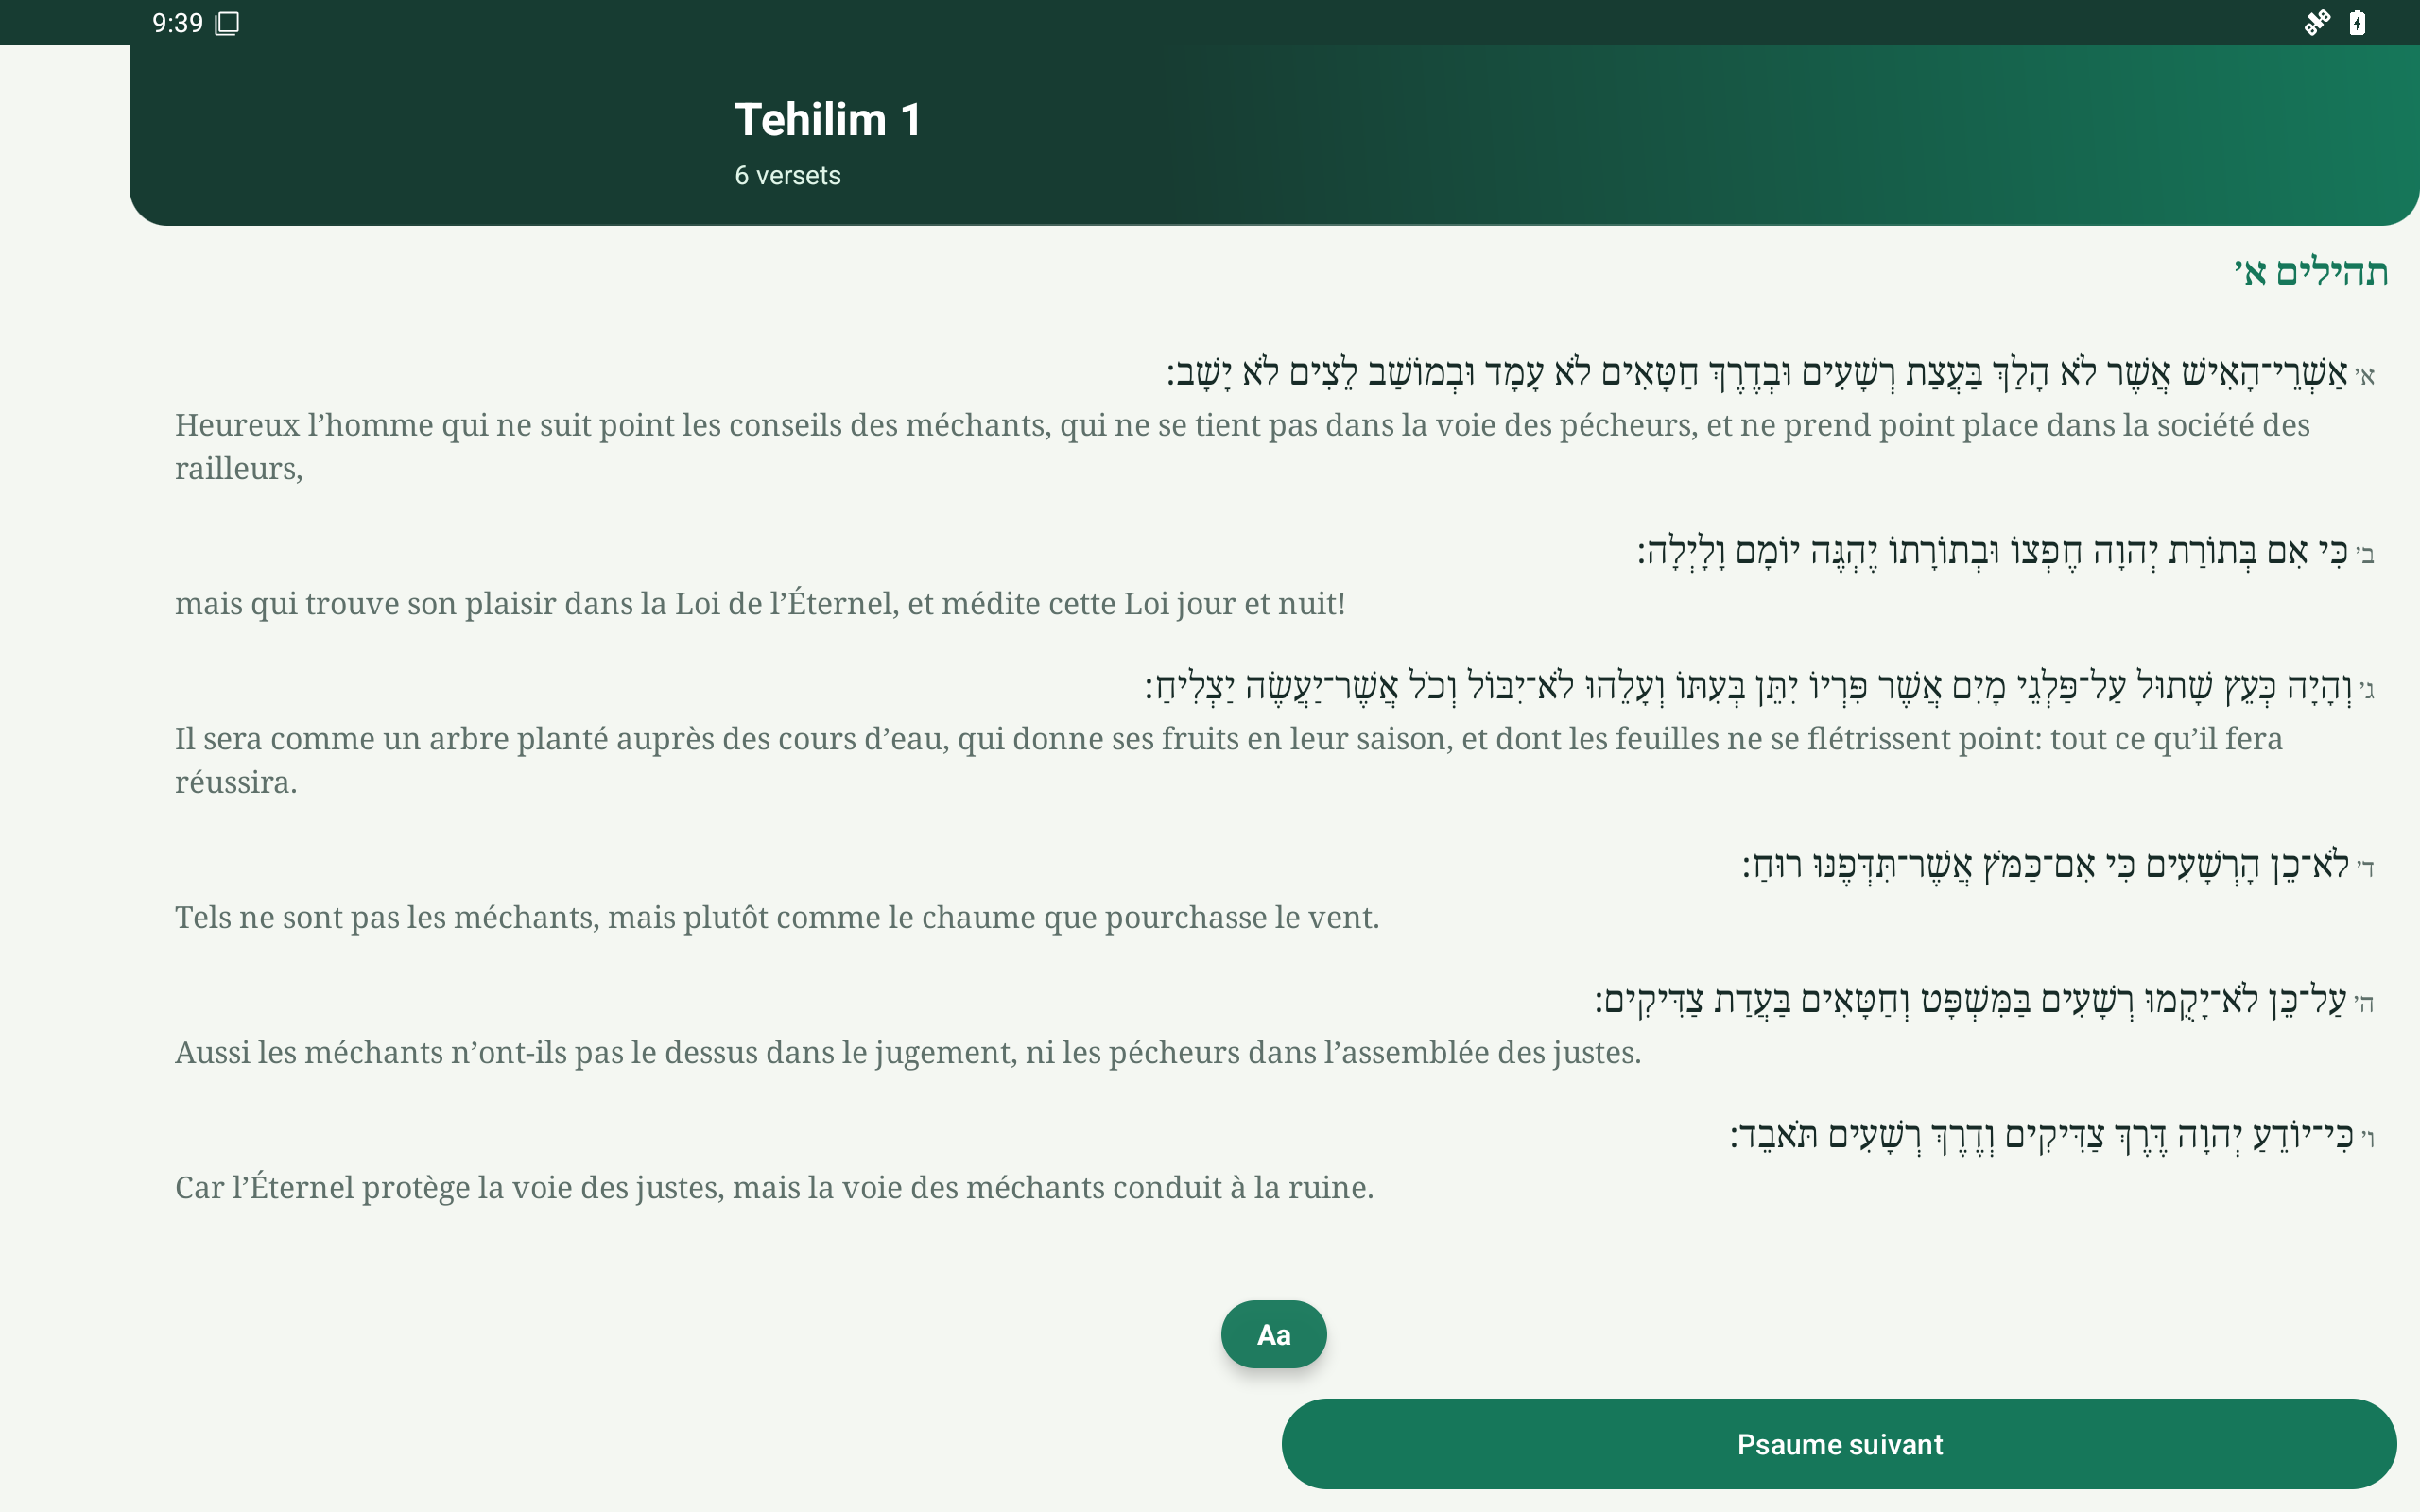 9:39
Tehilim 1
6 versets
תהילים א׳
א׳ אַשְׁרֵי־הָאִישׁ אֲשֶׁר לֹא הָלַךְ בַּעֲצַת רְשָׁעִים וּבְדֶרֶךְ חַטָּאִים לֹא עָמָד וּבְמוֹשַׁב לֵצִים לֹא יָשָׁב׃
Heureux l’homme qui ne suit point les conseils des méchants, qui ne se tient pas dans la voie des pécheurs, et ne prend point place dans la société des
railleurs,
ב׳ כִּי אִם בְּתוֹרַת יְהוָה חֶפְצוֹ וּבְתוֹרָתוֹ יֶהְגֶּה יוֹמָם וָלָיְלָה׃
mais qui trouve son plaisir dans la Loi de l’Éternel, et médite cette Loi jour et nuit!
ג׳ וְהָיָה כְּעֵץ שָׁתוּל עַל־פַּלְגֵי מָיִם אֲשֶׁר פִּרְיוֹ יִתֵּן בְּעִתּוֹ וְעָלֵהוּ לֹא־יִבּוֹל וְכֹל אֲשֶׁר־יַעֲשֶׂה יַצְלִיחַ׃
Il sera comme un arbre planté auprès des cours d’eau, qui donne ses fruits en leur saison, et dont les feuilles ne se flétrissent point: tout ce qu’il fera
réussira.
ד׳ לֹא־כֵן הָרְשָׁעִים כִּי אִם־כַּמֹּץ אֲשֶׁר־תִּדְּפֶנּוּ רוּחַ׃
Tels ne sont pas les méchants, mais plutôt comme le chaume que pourchasse le vent.
ה׳ עַל־כֵּן לֹא־יָקֻמוּ רְשָׁעִים בַּמִּשְׁפָּט וְחַטָּאִים בַּעֲדַת צַדִּיקִים׃
Aussi les méchants n’ont-ils pas le dessus dans le jugement, ni les pécheurs dans l’assemblée des justes.
ו׳ כִּי־יוֹדֵעַ יְהוָה דֶּרֶךְ צַדִּיקִים וְדֶרֶךְ רְשָׁעִים תֹּאבֵד׃
Car l’Éternel protège la voie des justes, mais la voie des méchants conduit à la ruine.
Aa
Psaume suivant